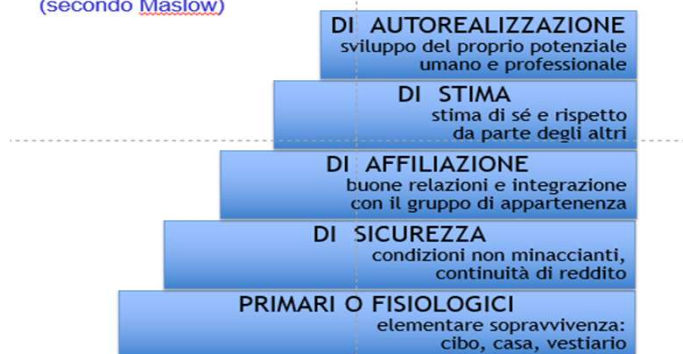 (secondo Maslow)
DI AUTOREALIZZAZIONE
sviluppo del proprio potenziale
umano e professionale
DI STIMA
stima di sé e rispetto
da parte degli altri
DI AFFILIAZIONE
buone relazioni e integrazione
con il gruppo di appartenenza
DI SICUREZZA
condizioni non minaccianti,
continuità di reddito
PRIMARI O FISIOLOGICI
elementare sopravvivenza:
cibo, casa, vestiario